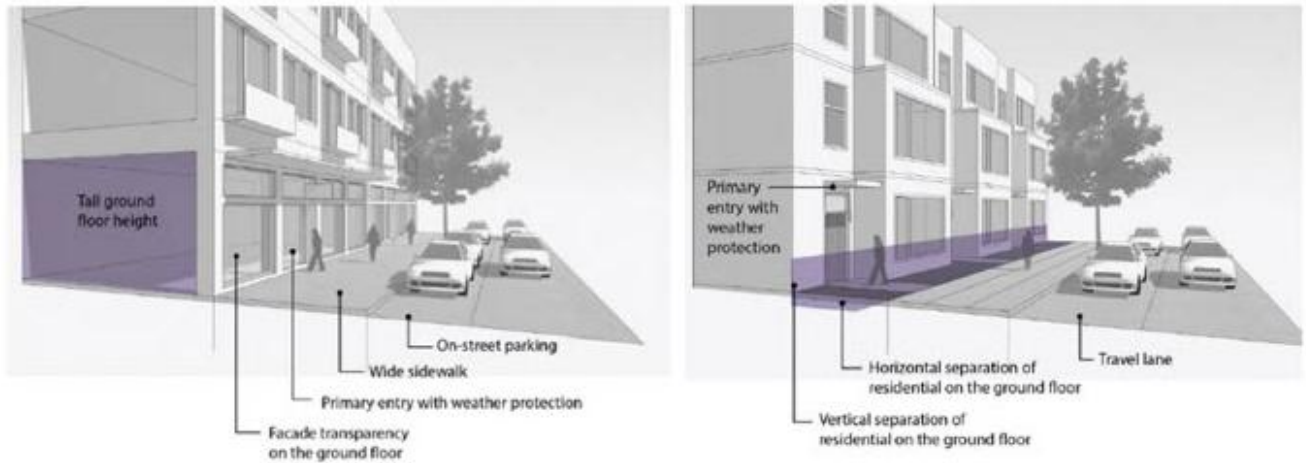 Tall ground
floor height
On-street parking
Wide sidewalk
Primary entry with weather protection
Facade transparency
on the ground floor
Primary
entry with
weather
protection
Travel lane
Horizontal separation of
residential on the ground floor
Vertical separation of
residential on the ground floor